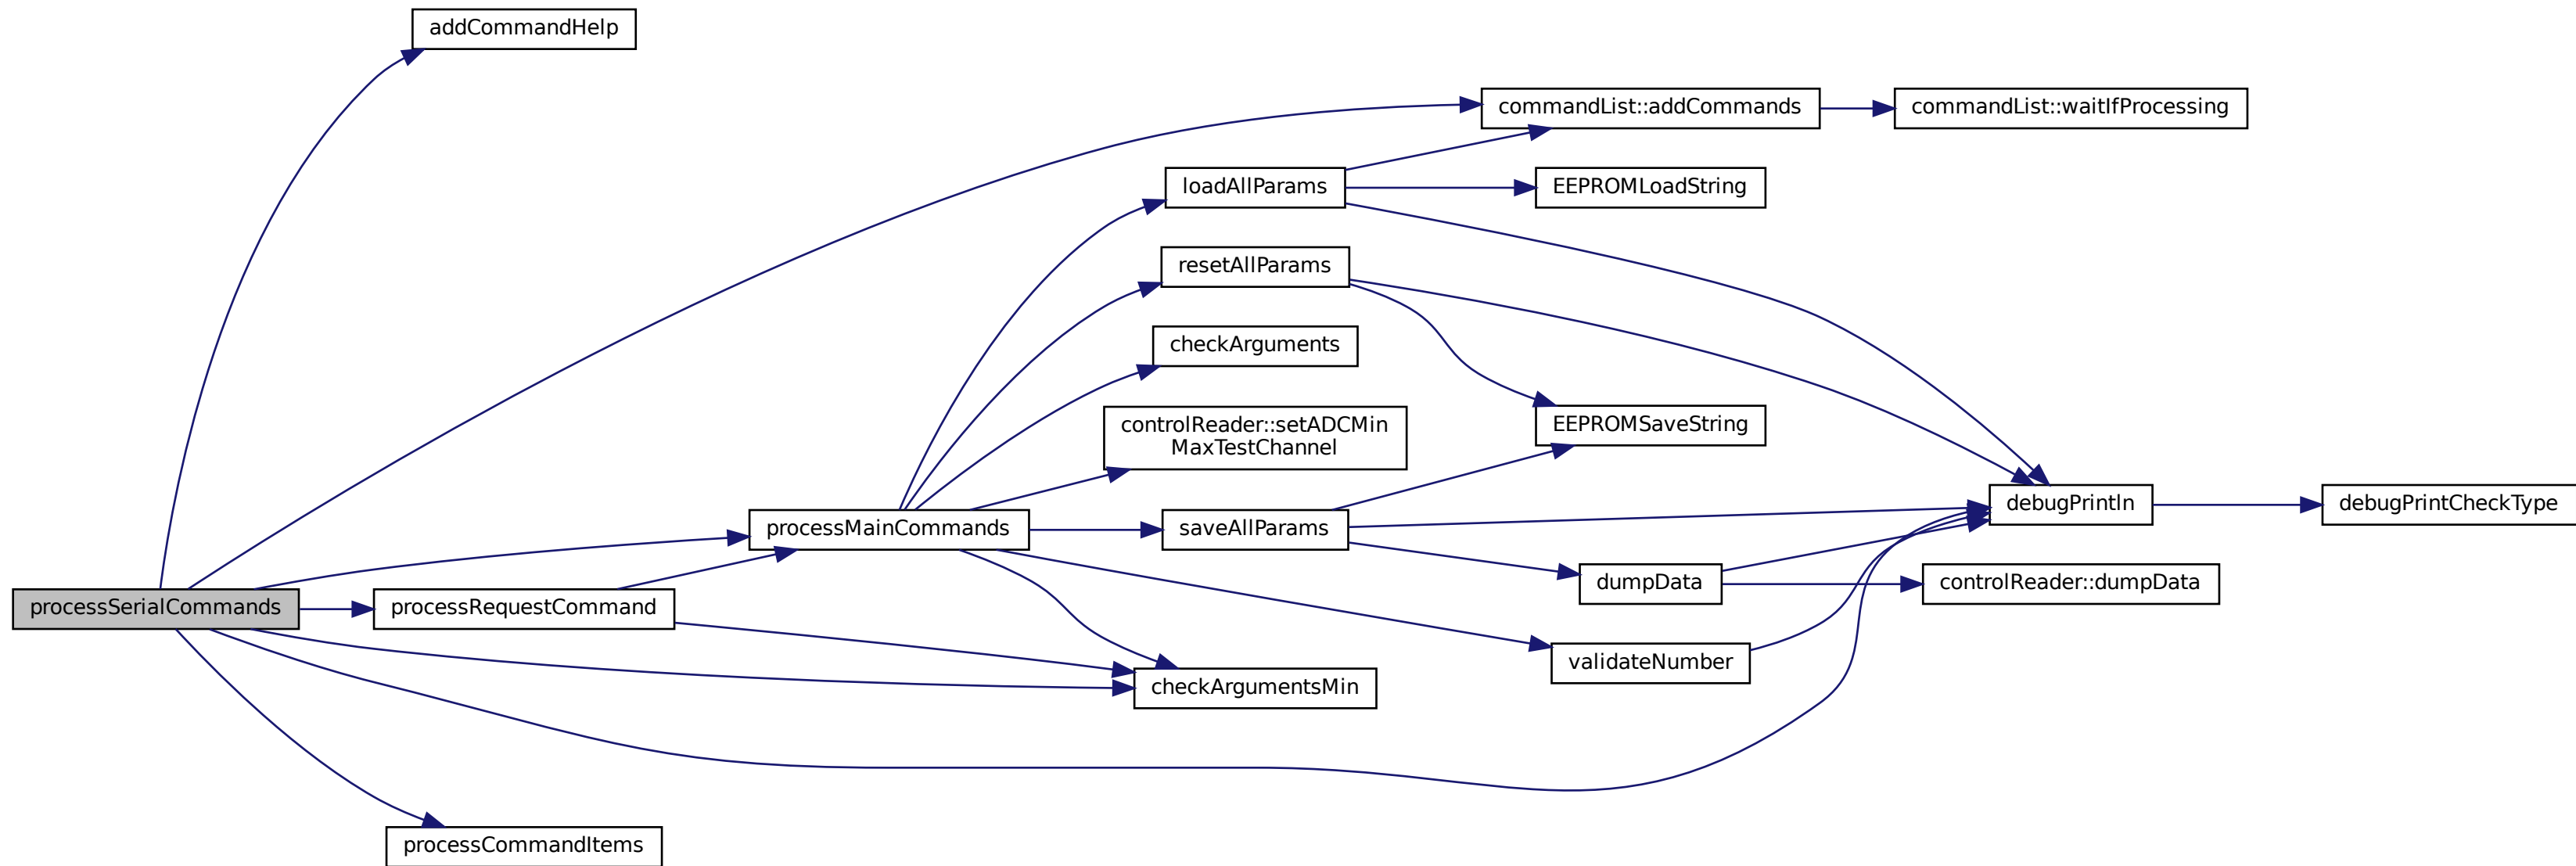 addCommandHelp
commandList::addCommands
commandList::waitIfProcessing
loadAllParams
EEPROMLoadString
resetAllParams
checkArguments
controlReader::setADCMin
MaxTestChannel
EEPROMSaveString
processMainCommands
saveAllParams
debugPrintln
debugPrintCheckType
processSerialCommands
processRequestCommand
dumpData
controlReader::dumpData
validateNumber
checkArgumentsMin
processCommandItems